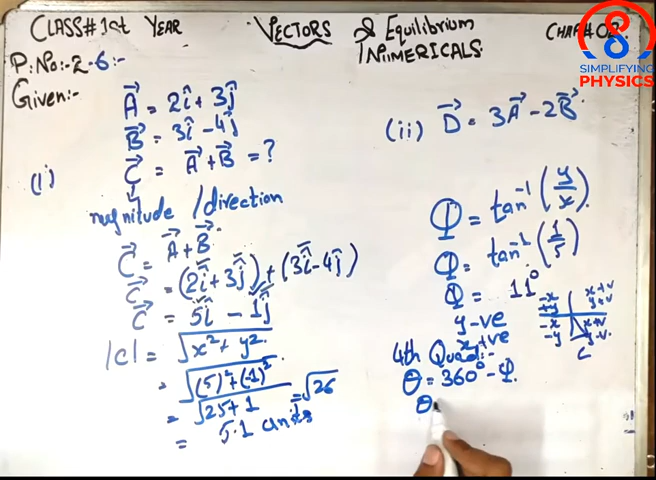 CLASS # 1st YEAR
VECTORS & Equilibrium
NUMERICALS
CHAP # 02
SIMPLIFYING
PHYSICS
P.No:-2-6:-
Given:-
A⃗ = 2î + 3ĵ
B⃗ = 3î - 4ĵ
(i) C⃗ = A⃗ + B⃗ = ?
magnitude / direction
C⃗ = A⃗ + B⃗
C⃗ = (2î + 3ĵ) + (3î - 4ĵ)
C⃗ = 5î - 1ĵ
|C| = √x² + y²
= √(5)² + (-1)²
= √25 + 1 = √26
= 5.1 units
(ii) D⃗ = 3A⃗ - 2B⃗
φ = tan⁻¹ (y/x)
φ = tan⁻¹ (1/5)
φ = 11°
y-ve
x+ve
4th Quad:-
θ = 360° - φ
θ
-x +y
x+v y+v
-x -y
x+v y-v
C